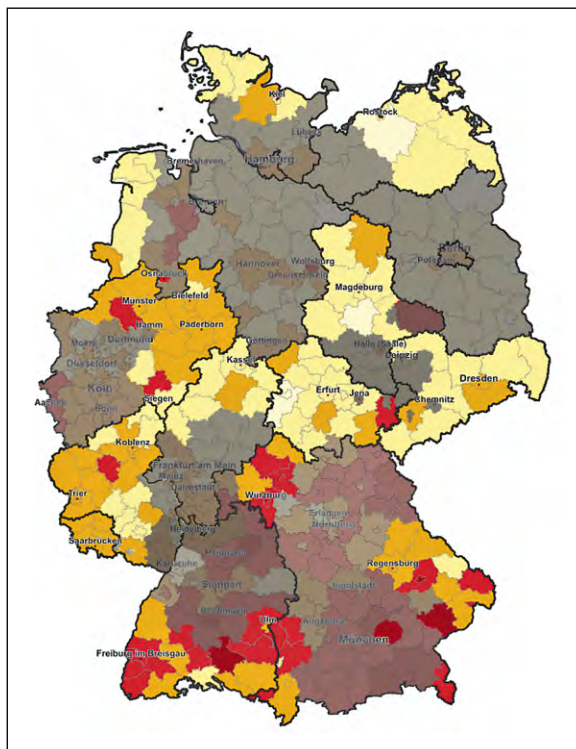 Kiel
Rostock
Lübeck
Bremerhaven
Hamburg
Bremen
Berlin
Wolfsburg
Potsdam
Osnabrück
Hannover
Braunschweig
Magdeburg
Münster
Bielefeld
Hamm
Paderborn
Moers
Dortmund
Göttingen
Halle (Saale)
Leipzig
Düsseldorf
Kassel
Dresden
Köln
Erfurt
Jena
Chemnitz
Aachen
Bonn
Siegen
Koblenz
Frankfurt am Main
Mainz
Darmstadt
Trier
Würzburg
Erlangen
Nürnberg
Saarbrücken
Heidelberg
Heilbronn
Regensburg
Karlsruhe
Stuttgart
Ingolstadt
Reutlingen
Ulm
Augsburg
München
Freiburg im Breisgau